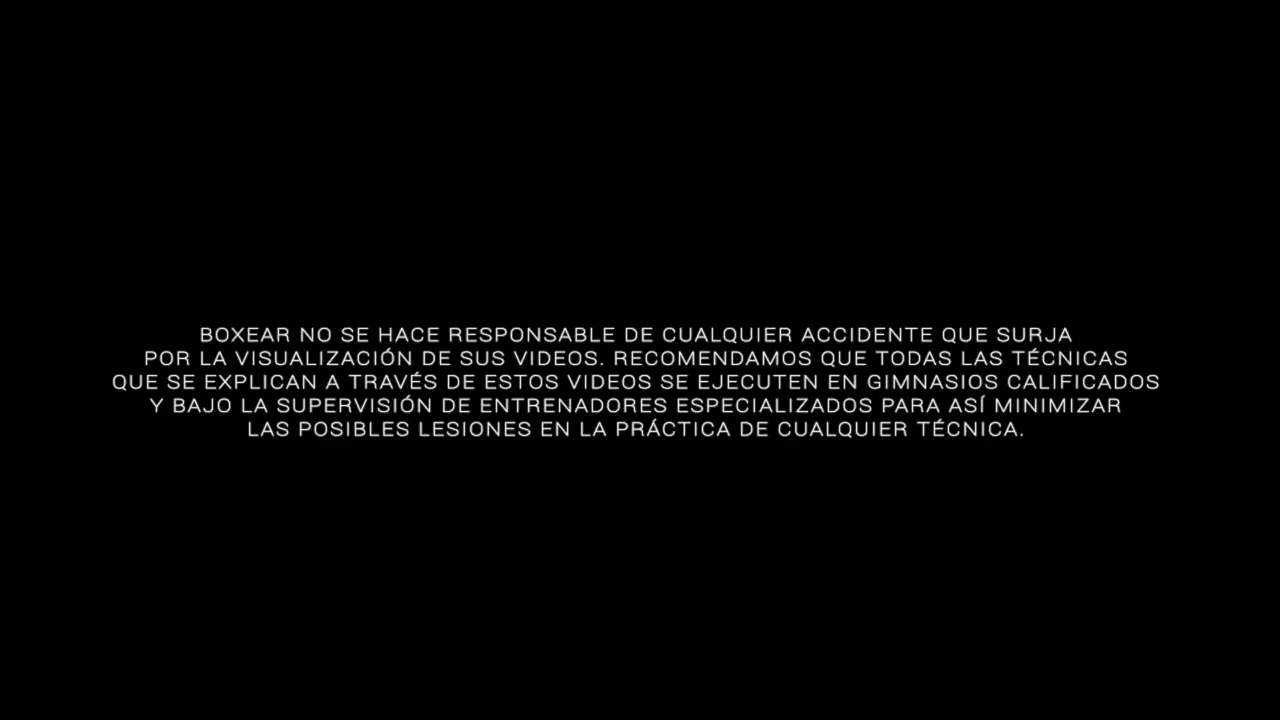 BOXEAR NO SE HACE RESPONSABLE DE CUALQUIER ACCIDENTE QUE SURJA
POR LA VISUALIZACIÓN DE SUS VIDEOS. RECOMENDAMOS QUE TODAS LAS TÉCNICAS
QUE SE EXPLICAN A TRAVÉS DE ESTOS VIDEOS SE EJECUTEN EN GIMNASIOS CALIFICADOS
Y BAJO LA SUPERVISIÓN DE ENTRENADORES ESPECIALIZADOS PARA ASÍ MINIMIZAR
LAS POSIBLES LESIONES EN LA PRÁCTICA DE CUALQUIER TÉCNICA.